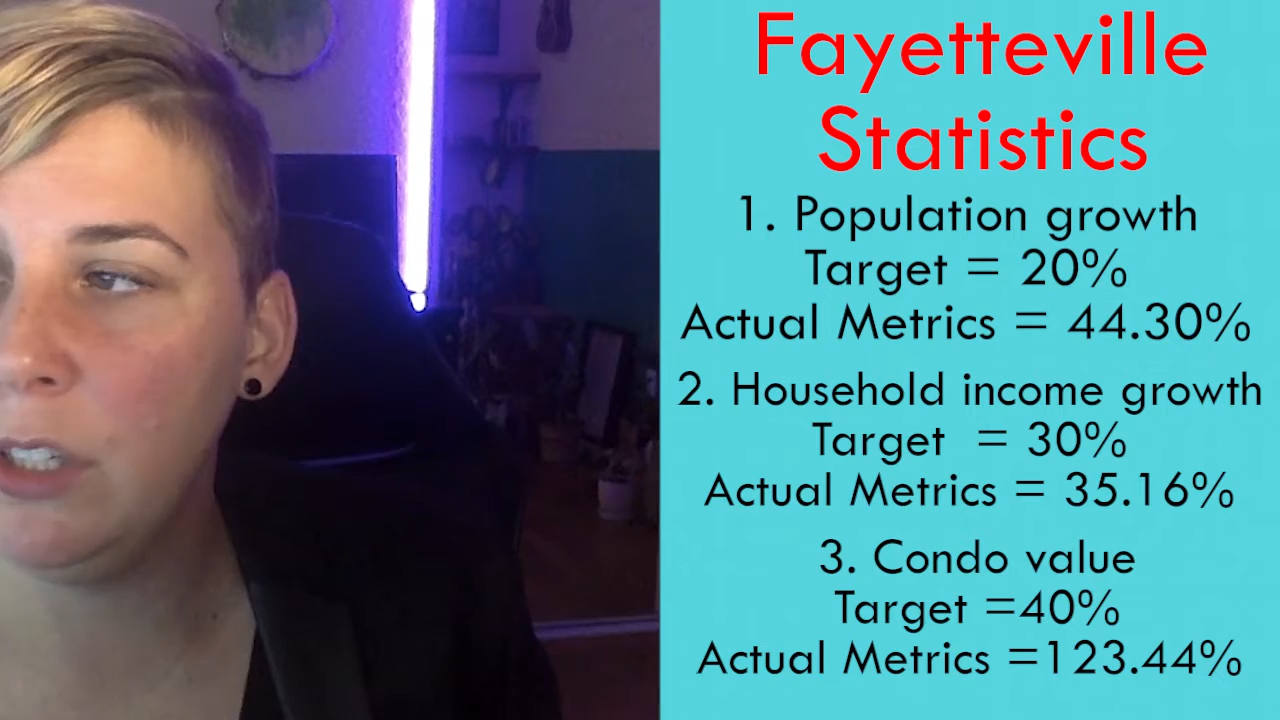 Fayetteville
Statistics
1. Population growth
Target = 20%
Actual Metrics = 44.30%
2. Household income growth
Target = 30%
Actual Metrics = 35.16%
3. Condo value
Target =40%
Actual Metrics =123.44%